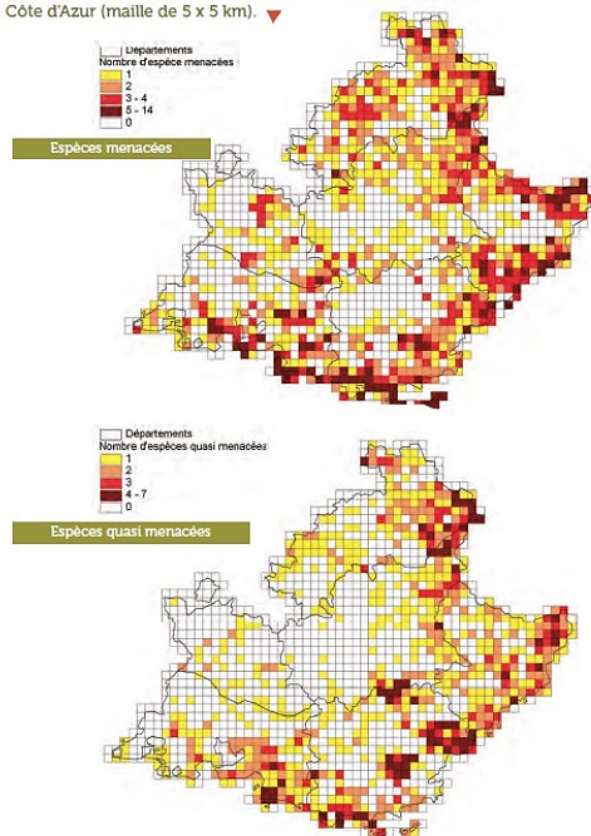 Côte d'Azur (maille de 5 x 5 km).
Départements
Nombre d'espèce menacées
1
2
3 - 4
5 - 14
0
Espèces menacées
Départements
Nombre d'espèces quasi menacées
1
2
3
4 - 7
0
Espèces quasi menacées